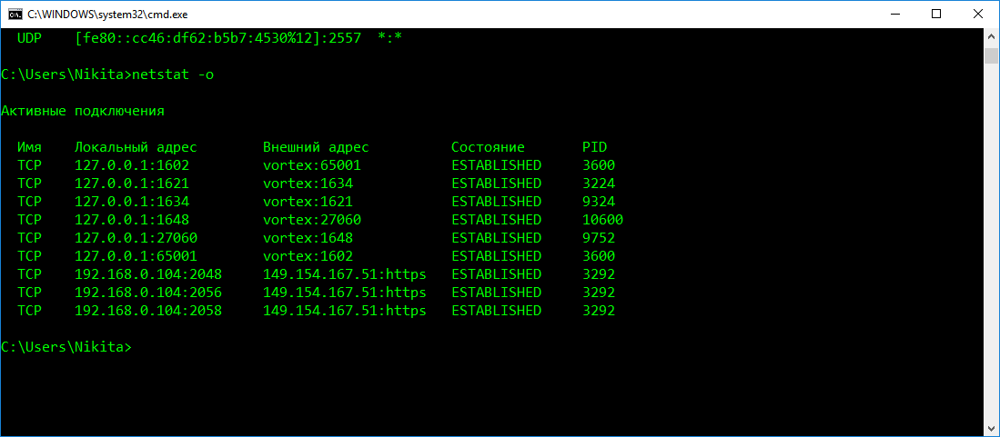 C:\WINDOWS\system32\cmd.exe
UDP [fe80::cc46:df62:b5b7:4530%12]:2557 *:*
C:\Users\Nikita>netstat -o
Активные подключения
Имя Локальный адрес Внешний адрес Состояние PID
TCP 127.0.0.1:1602 vortex:65001 ESTABLISHED 3600
TCP 127.0.0.1:1621 vortex:1634 ESTABLISHED 3224
TCP 127.0.0.1:1634 vortex:1621 ESTABLISHED 9324
TCP 127.0.0.1:1648 vortex:27060 ESTABLISHED 10600
TCP 127.0.0.1:27060 vortex:1648 ESTABLISHED 9752
TCP 127.0.0.1:65001 vortex:1602 ESTABLISHED 3600
TCP 192.168.0.104:2048 149.154.167.51:https ESTABLISHED 3292
TCP 192.168.0.104:2056 149.154.167.51:https ESTABLISHED 3292
TCP 192.168.0.104:2058 149.154.167.51:https ESTABLISHED 3292
C:\Users\Nikita>